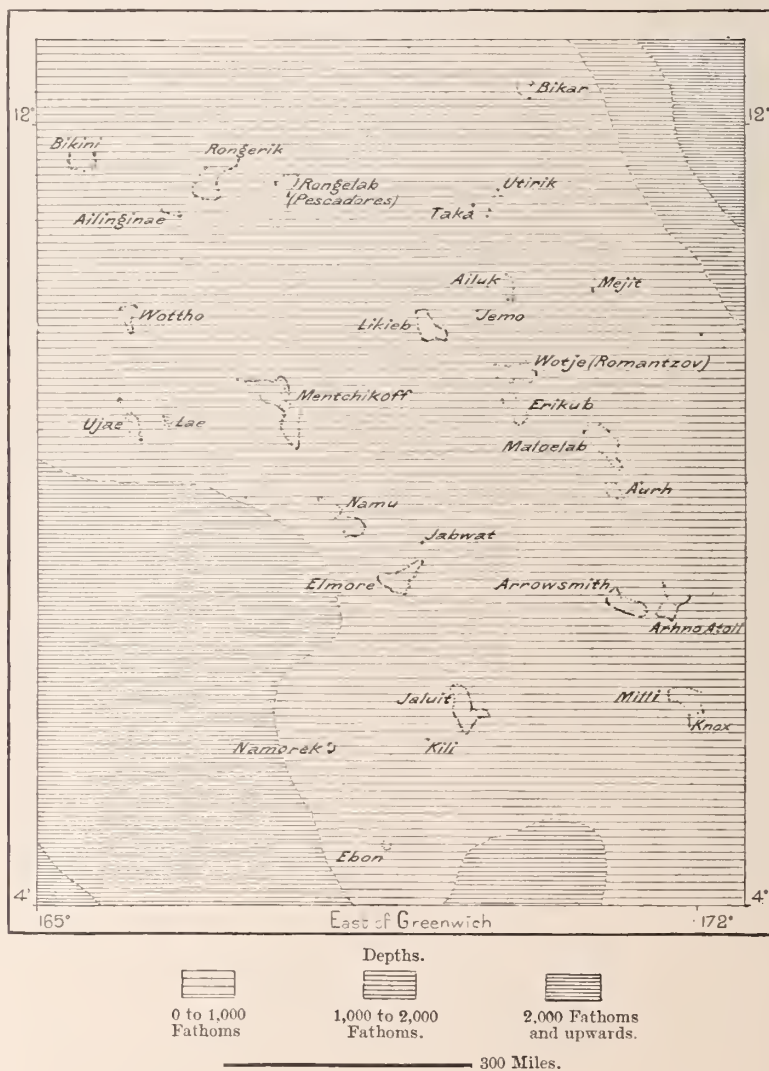 Bikar
12° 12°
Bikini
Rongerik
Rongelab
(Pescadores)
Utirik
Ailinginae
Taka
Ailuk
Mejit
Wottho
Likieb
Jemo
Wotje (Romantzov)
Mentchikoff
Erikub
Ujae
Lae
Maloelab
Aurh
Namu
Jabwat
Elmore
Arrowsmith
Arhno Atoll
Jaluit
Milli
Knox
Namorek
Kili
Ebon
4° 4°
165° East of Greenwich 172°
Depths.
0 to 1,000
Fathoms
1,000 to 2,000
Fathoms.
2,000 Fathoms
and upwards.
300 Miles.